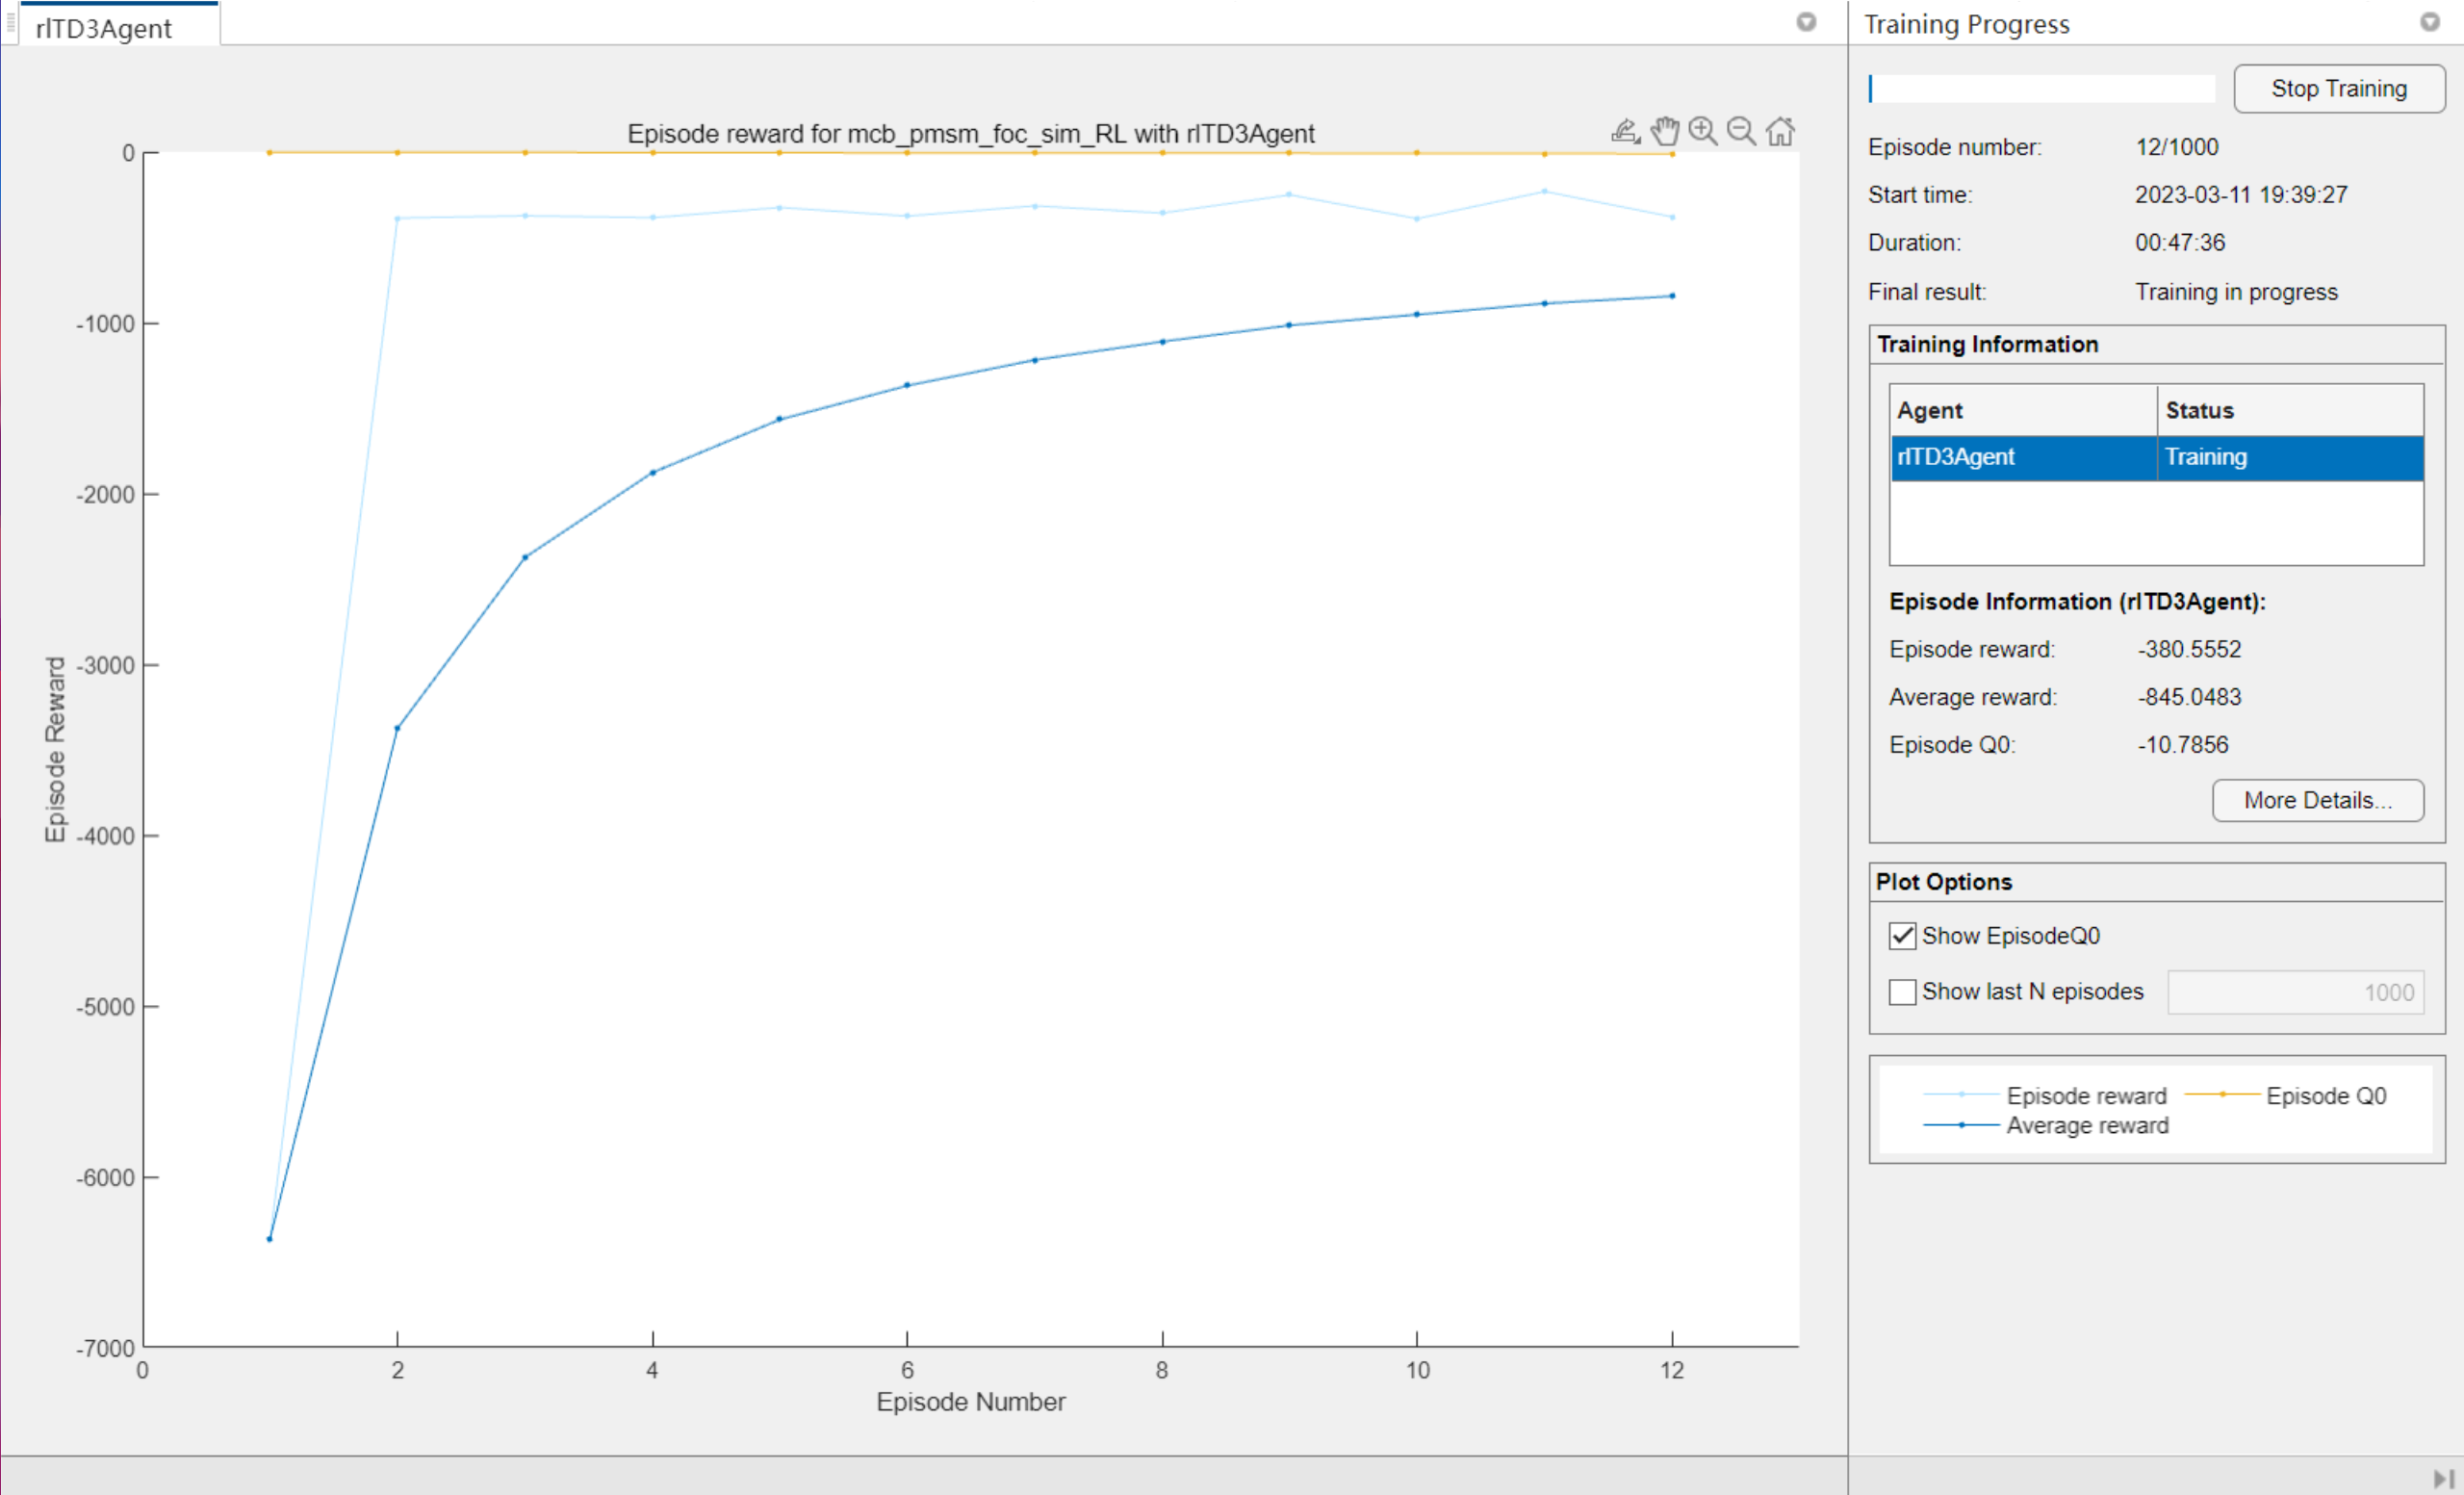 rlTD3Agent
Episode reward for mcb_pmsm_foc_sim_RL with rlTD3Agent
Episode Reward
0
-1000
-2000
-3000
-4000
-5000
-6000
-7000
0 2 4 6 8 10 12
Episode Number
Training Progress
Stop Training
Episode number: 12/1000
Start time: 2023-03-11 19:39:27
Duration: 00:47:36
Final result: Training in progress
Training Information
Agent Status
rlTD3Agent Training
Episode Information (rlTD3Agent):
Episode reward: -380.5552
Average reward: -845.0483
Episode Q0: -10.7856
More Details...
Plot Options
Show EpisodeQ0
Show last N episodes 1000
Episode reward Episode Q0
Average reward